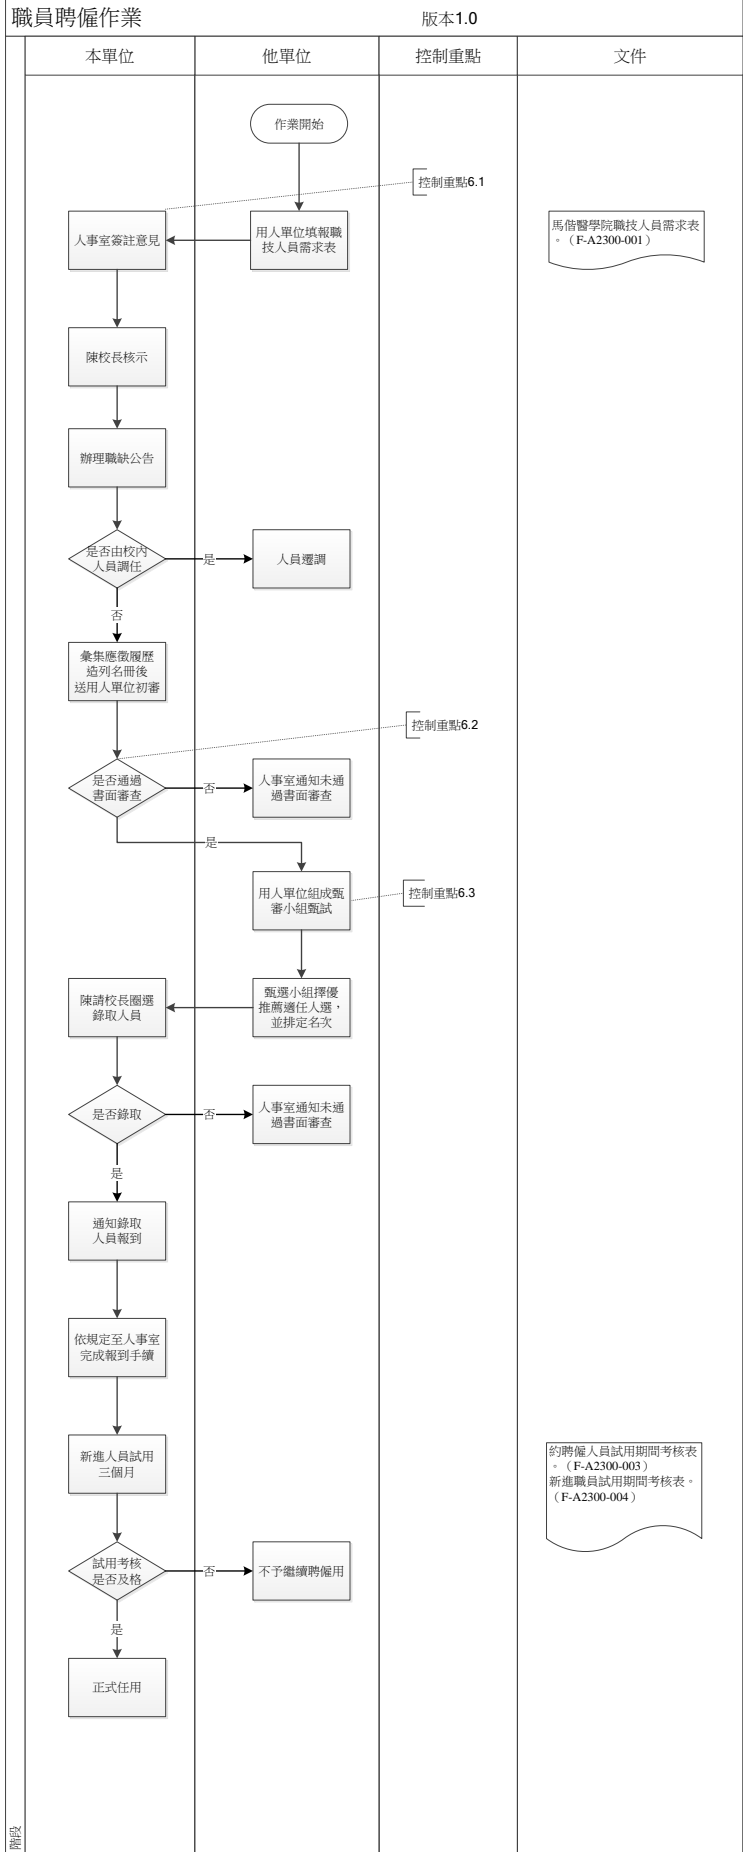 職員聘僱作業
版本1.0
本單位
他單位
控制重點
文件
作業開始
控制重點6.1
人事室簽註意見
用人單位填報職
技人員需求表
馬偕醫學院職技人員需求表
。（F-A2300-001）
陳校長核示
辦理職缺公告
是否由校內
人員調任
是
人員遷調
否
彙集應徵履歷
造列名冊後
送用人單位初審
控制重點6.2
是否通過
書面審查
否
人事室通知未通
過書面審查
是
用人單位組成甄
審小組甄試
控制重點6.3
甄選小組擇優
推薦適任人選，
並排定名次
陳請校長圈選
錄取人員
是否錄取
否
人事室通知未通
過書面審查
是
通知錄取
人員報到
依規定至人事室
完成報到手續
新進人員試用
三個月
約聘僱人員試用期間考核表
。（F-A2300-003）
新進職員試用期間考核表。
（F-A2300-004）
試用考核
是否及格
否
不予繼續聘僱用
是
正式任用
階段